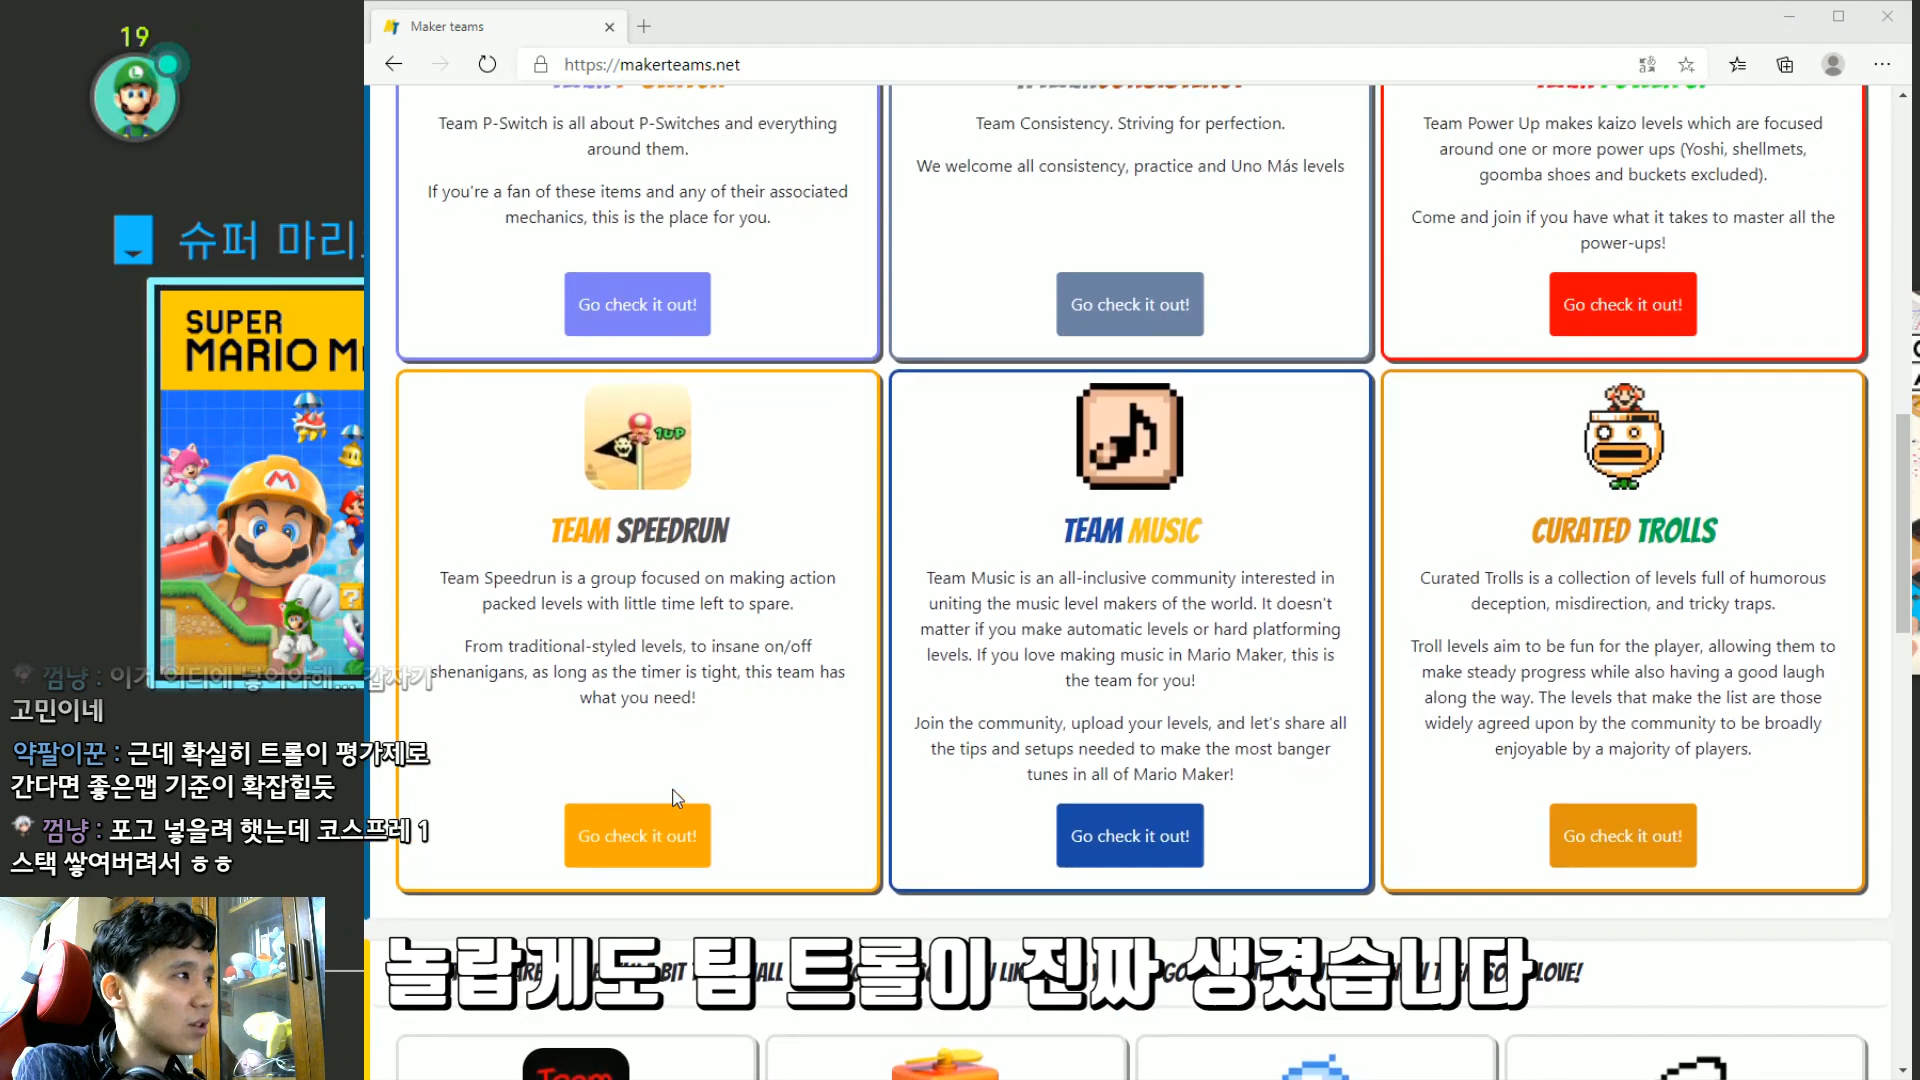 19
슈퍼 마리
SUPER
MARIO M
껌냥 : 이거 어디에 넣어야해... 갑자기
고민이네
약팔이꾼 : 근데 확실히 트롤이 평가제로
간다면 좋은맵 기준이 확잡힐듯
껌냥 : 포고 넣을려 햇는데 코스프레 1
스택 쌓여버려서 ㅎㅎ
Maker teams
https://makerteams.net
Team P-Switch is all about P-Switches and everything
around them.
If you're a fan of these items and any of their associated
mechanics, this is the place for you.
Go check it out!
Team Consistency. Striving for perfection.
We welcome all consistency, practice and Uno Más levels
Go check it out!
Team Power Up makes kaizo levels which are focused
around one or more power ups (Yoshi, shellmets,
goomba shoes and buckets excluded).
Come and join if you have what it takes to master all the
power-ups!
Go check it out!
1UP
TEAM SPEEDRUN
Team Speedrun is a group focused on making action
packed levels with little time left to spare.
From traditional-styled levels, to insane on/off
shenanigans, as long as the timer is tight, this team has
what you need!
Go check it out!
TEAM MUSIC
Team Music is an all-inclusive community interested in
uniting the music level makers of the world. It doesn't
matter if you make automatic levels or hard platforming
levels. If you love making music in Mario Maker, this is
the team for you!
Join the community, upload your levels, and let's share all
the tips and setups needed to make the most banger
tunes in all of Mario Maker!
Go check it out!
CURATED TROLLS
Curated Trolls is a collection of levels full of humorous
deception, misdirection, and tricky traps.
Troll levels aim to be fun for the player, allowing them to
make steady progress while also having a good laugh
along the way. The levels that make the list are those
widely agreed upon by the community to be broadly
enjoyable by a majority of players.
Go check it out!
놀랍게도 팀 트롤이 진짜 생겼습니다
LOVE!
Team